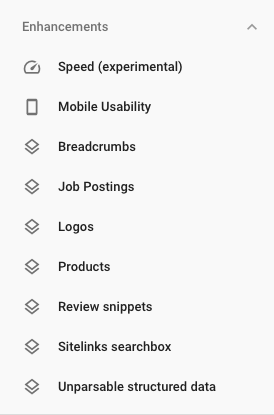 Enhancements
Speed (experimental)
Mobile Usability
Breadcrumbs
Job Postings
Logos
Products
Review snippets
Sitelinks searchbox
Unparsable structured data